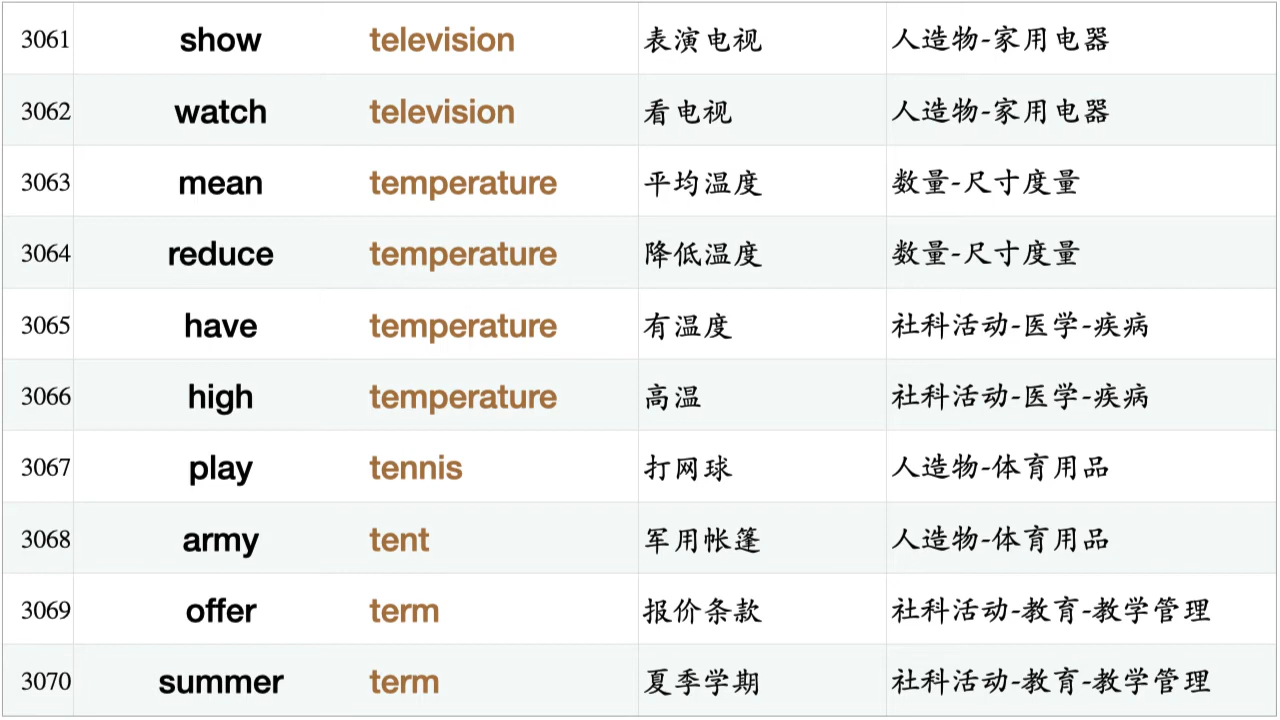 3061 show television 表演电视 人造物-家用电器
3062 watch television 看电视 人造物-家用电器
3063 mean temperature 平均温度 数量-尺寸度量
3064 reduce temperature 降低温度 数量-尺寸度量
3065 have temperature 有温度 社科活动-医学-疾病
3066 high temperature 高温 社科活动-医学-疾病
3067 play tennis 打网球 人造物-体育用品
3068 army tent 军用帐篷 人造物-体育用品
3069 offer term 报价条款 社科活动-教育-教学管理
3070 summer term 夏季学期 社科活动-教育-教学管理